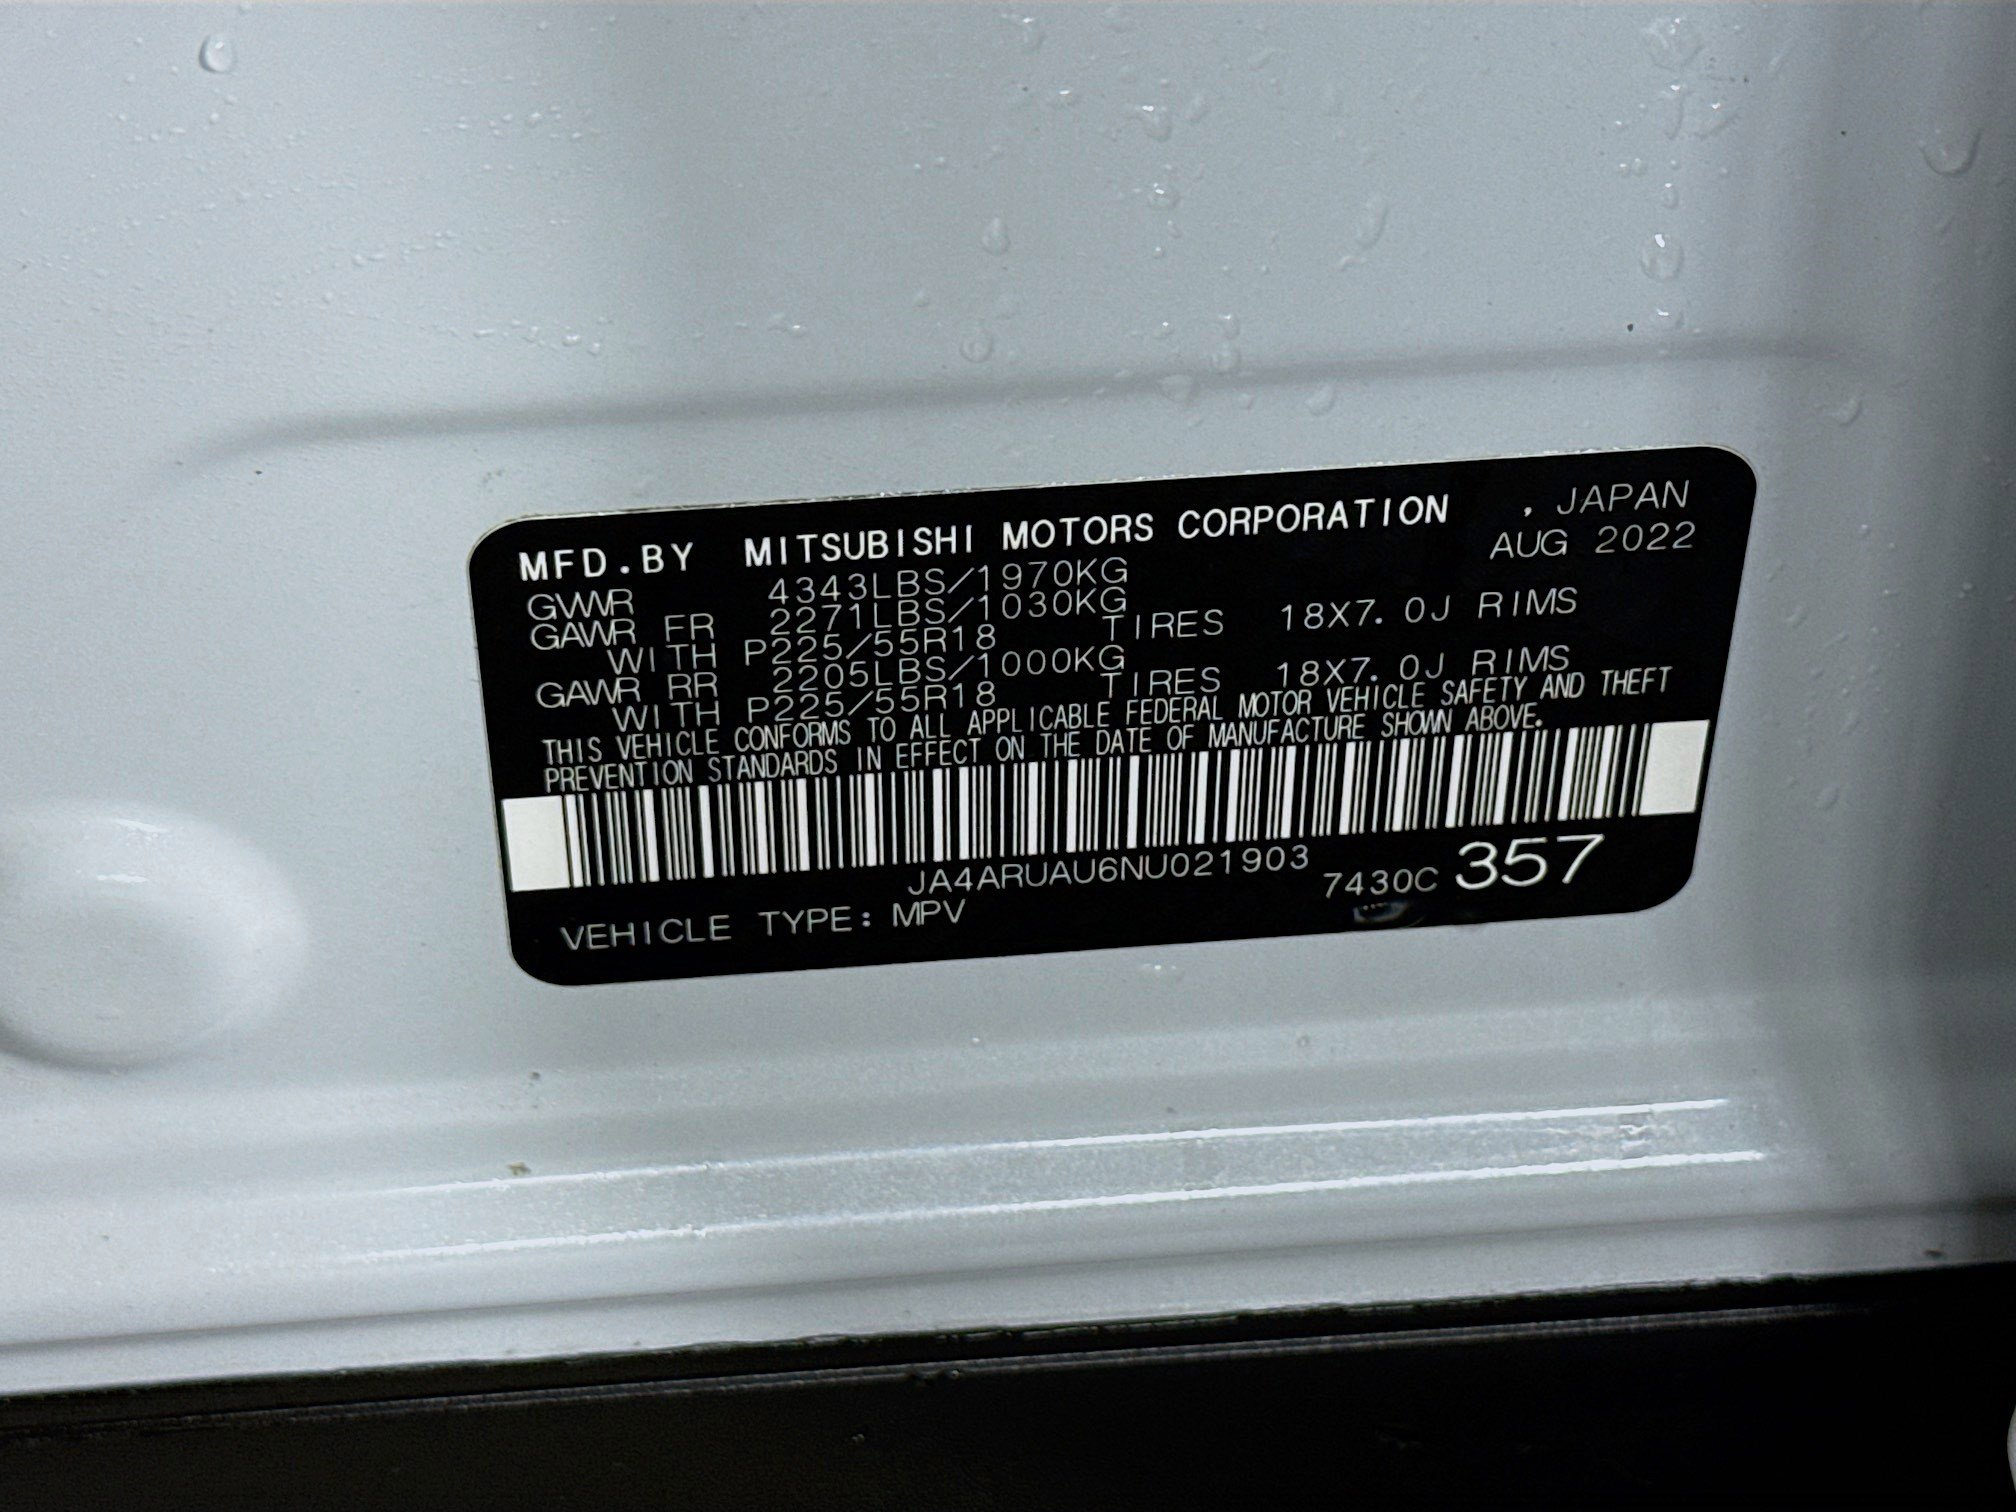 MFD.BY MITSUBISHI MOTORS CORPORATION , JAPAN
AUG 2022
GVWR 4343LBS/1970KG
GAWR FR 2271LBS/1030KG
WITH P225/55R18 TIRES 18X7.0J RIMS
GAWR RR 2205LBS/1000KG
WITH P225/55R18 TIRES 18X7.0J RIMS
THIS VEHICLE CONFORMS TO ALL APPLICABLE FEDERAL MOTOR VEHICLE SAFETY AND THEFT
PREVENTION STANDARDS IN EFFECT ON THE DATE OF MANUFACTURE SHOWN ABOVE.
JA4ARUAU6NU021903 7430C 357
VEHICLE TYPE: MPV